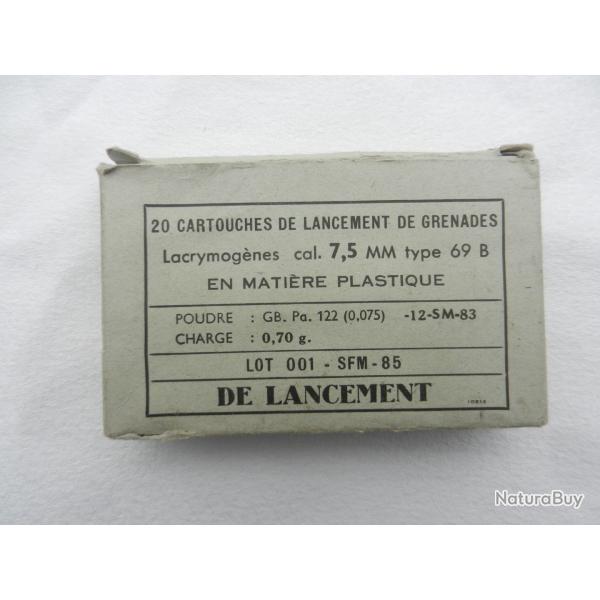 20 CARTOUCHES DE LANCEMENT DE GRENADES
Lacrymogènes cal. 7,5 MM type 69 B
EN MATIÈRE PLASTIQUE
POUDRE : GB. Pa. 122 (0,075) -12-SM-83
CHARGE : 0,70 g.
LOT 001 - SFM - 85
DE LANCEMENT
NaturaBuy